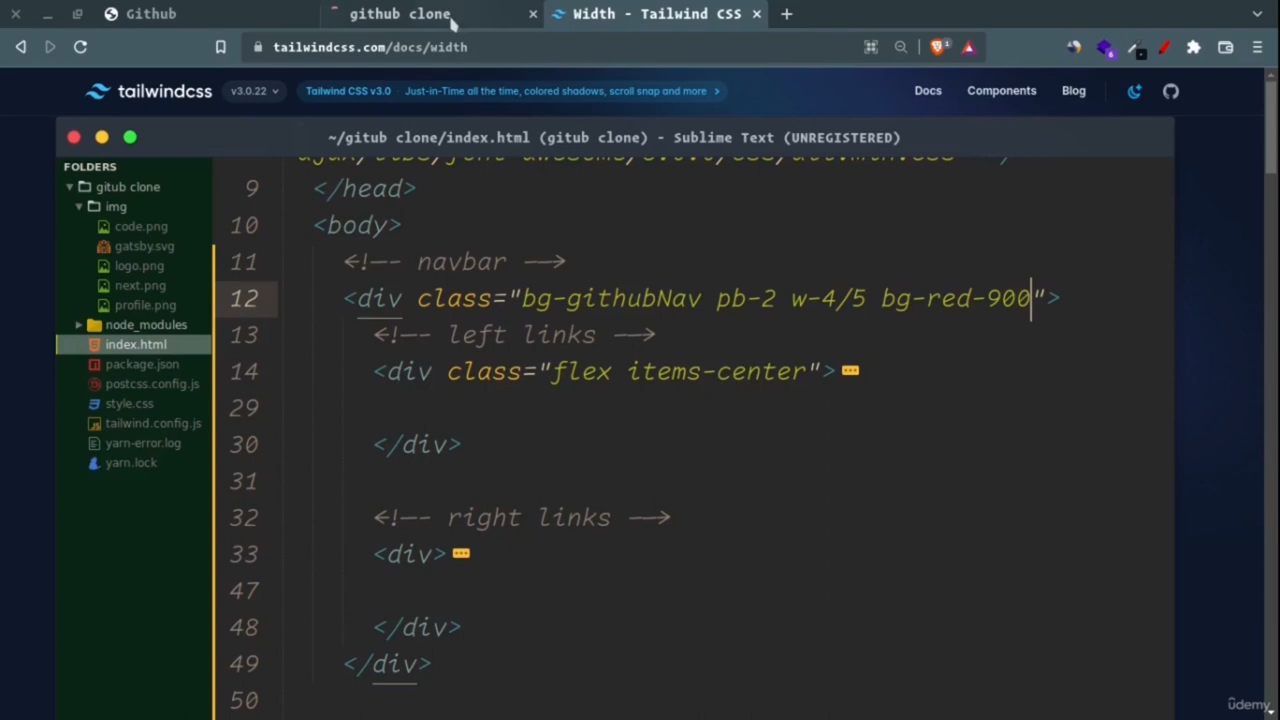 Github
github clone
Width - Tailwind CSS
tailwindcss.com/docs/width
tailwindcss
v3.0.22
Tailwind CSS v3.0 · Just-in-Time all the time, colored shadows, scroll snap and more
Docs
Components
Blog
~/gitub clone/index.html (gitub clone) - Sublime Text (UNREGISTERED)
FOLDERS
gitub clone
img
code.png
gatsby.svg
logo.png
next.png
profile.png
node_modules
index.html
package.json
postcss.config.js
style.css
tailwind.config.js
yarn-error.log
yarn.lock
9 </head>
10 <body>
11 <!-- navbar -->
12 <div class="bg-githubNav pb-2 w-4/5 bg-red-900">
13 <!-- left links -->
14 <div class="flex items-center">
29
30 </div>
31
32 <!-- right links -->
33 <div>
47
48 </div>
49 </div>
50
ûdemy